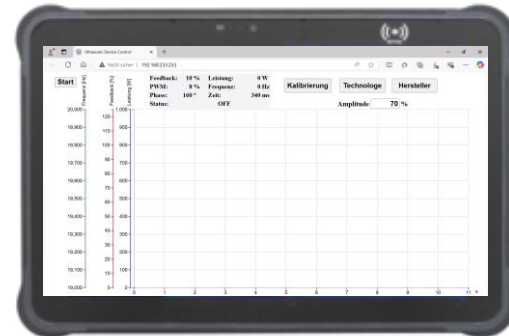 Ultrasonic Device Control
Nicht sicher | 192.168.233.233
Start
Feedback: 10 % Leistung: 0 W
PWM: 8 % Frequenz: 0 Hz
Phase: 160 ° Zeit: 340 ms
Status: OFF
Kalibrierung Technologe Hersteller
Amplitude 70 %
Frequenz [Hz]
Feedback [%]
Leistung [W]
20,000 120 1,000
19,900 110 900
19,800 100 800
19,700 90 700
19,600 80 600
19,500 70 500
19,400 60 400
19,300 50 300
19,200 40 200
19,100 20 100
19,000 0 0
0 1 2 3 4 5 6 7 8 9 10 11 s